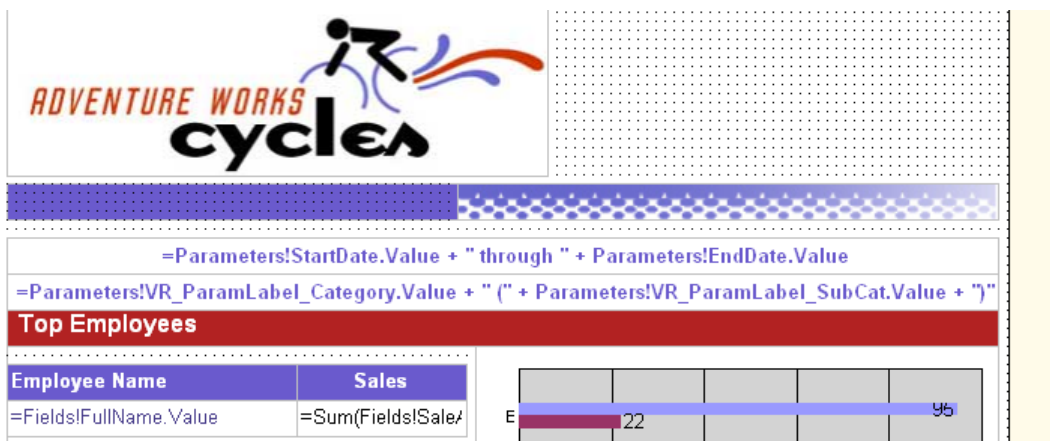 ADVENTURE WORKS
cycles
=Parameters!StartDate.Value + " through " + Parameters!EndDate.Value
=Parameters!VR_ParamLabel_Category.Value + " (" + Parameters!VR_ParamLabel_SubCat.Value + ")"
Top Employees
Employee Name Sales
=Fields!FullName.Value =Sum(Fields!Sale
E 95
22